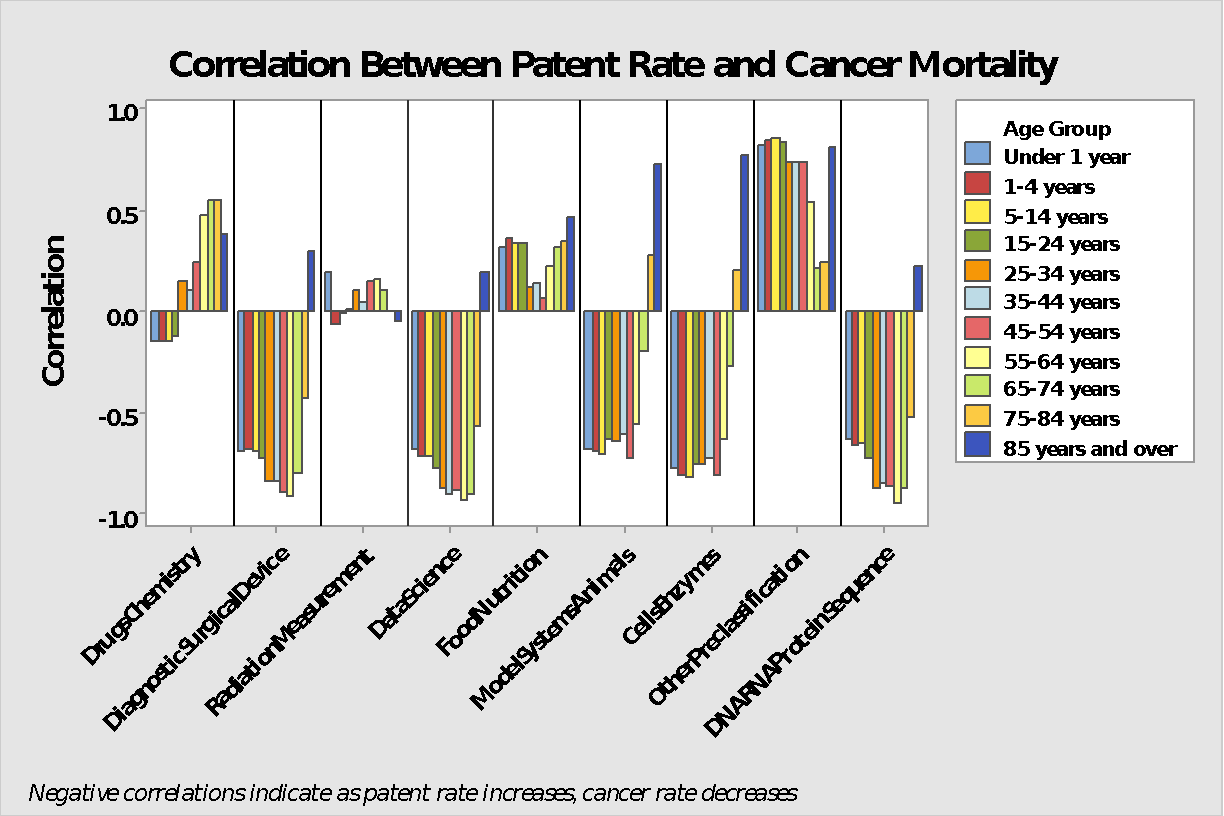 Correlation Between Patent Rate and Cancer Mortality
Correlation
1.0
0.5
0.0
-0.5
-1.0
DrugsChemistry
DiagnosticSurgicalDevice
RadiationMeasurement
DataScience
FoodNutrition
ModelSystemsAnimals
CellsEnzymes
OtherPreclassification
DNARNAProteinSequence
Age Group
Under 1 year
1-4 years
5-14 years
15-24 years
25-34 years
35-44 years
45-54 years
55-64 years
65-74 years
75-84 years
85 years and over
Negative correlations indicate as patent rate increases, cancer rate decreases